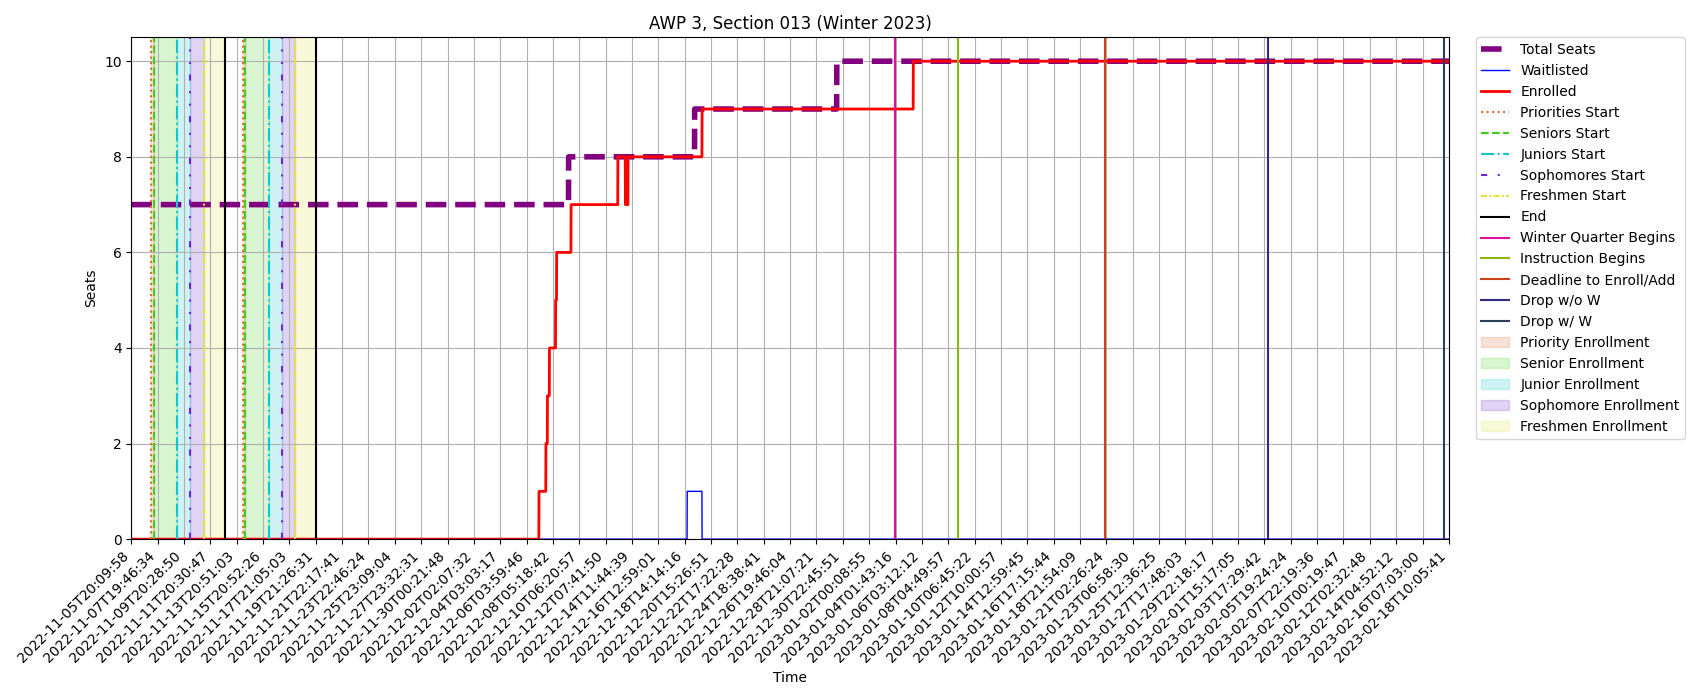 AWP 3, Section 013 (Winter 2023)
10
8
6
4
2
0
Seats
2022-11-05T20:09:58
2022-11-07T19:46:34
2022-11-09T20:28:50
2022-11-11T20:30:47
2022-11-13T20:51:03
2022-11-15T20:52:26
2022-11-17T21:05:03
2022-11-19T21:26:31
2022-11-21T22:17:41
2022-11-23T22:46:24
2022-11-25T23:09:04
2022-11-27T23:32:31
2022-11-30T00:21:48
2022-12-02T02:07:32
2022-12-04T03:03:17
2022-12-06T03:59:46
2022-12-08T05:18:42
2022-12-10T06:20:57
2022-12-12T07:41:50
2022-12-14T11:44:39
2022-12-16T12:59:01
2022-12-18T14:14:16
2022-12-20T15:26:51
2022-12-22T17:22:28
2022-12-24T18:38:41
2022-12-26T19:46:04
2022-12-28T21:07:21
2022-12-30T22:45:51
2023-01-02T00:08:55
2023-01-04T01:43:16
2023-01-06T03:12:12
2023-01-08T04:49:57
2023-01-10T06:45:22
2023-01-12T10:00:57
2023-01-14T12:59:45
2023-01-16T17:15:44
2023-01-18T21:54:09
2023-01-21T02:26:24
2023-01-23T06:58:30
2023-01-25T12:36:25
2023-01-27T17:48:03
2023-01-29T22:18:17
2023-02-01T15:17:05
2023-02-03T17:29:42
2023-02-05T19:24:24
2023-02-07T22:19:36
2023-02-10T00:19:47
2023-02-12T02:32:48
2023-02-14T04:52:12
2023-02-16T07:03:00
2023-02-18T10:05:41
Time
Total Seats
Waitlisted
Enrolled
Priorities Start
Seniors Start
Juniors Start
Sophomores Start
Freshmen Start
End
Winter Quarter Begins
Instruction Begins
Deadline to Enroll/Add
Drop w/o W
Drop w/ W
Priority Enrollment
Senior Enrollment
Junior Enrollment
Sophomore Enrollment
Freshmen Enrollment